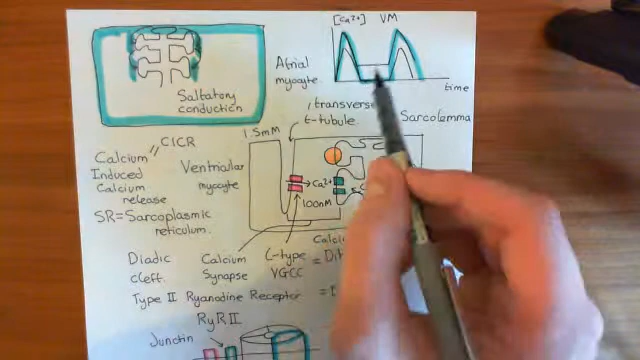 [Ca²⁺] VM
Atrial
myocyte
time
Saltatory
conduction
transverse
t-tubule
Sarcolemma
1.5mM
Calcium
Induced
Calcium
release
CICR
Ventricular
myocyte
Ca²⁺
100nM
SR = Sarcoplasmic
reticulum.
Diadic
cleft
Calcium
Synapse
L-type
VGCC
=
Type II Ryanodine Receptor =
RyR II
Junctin